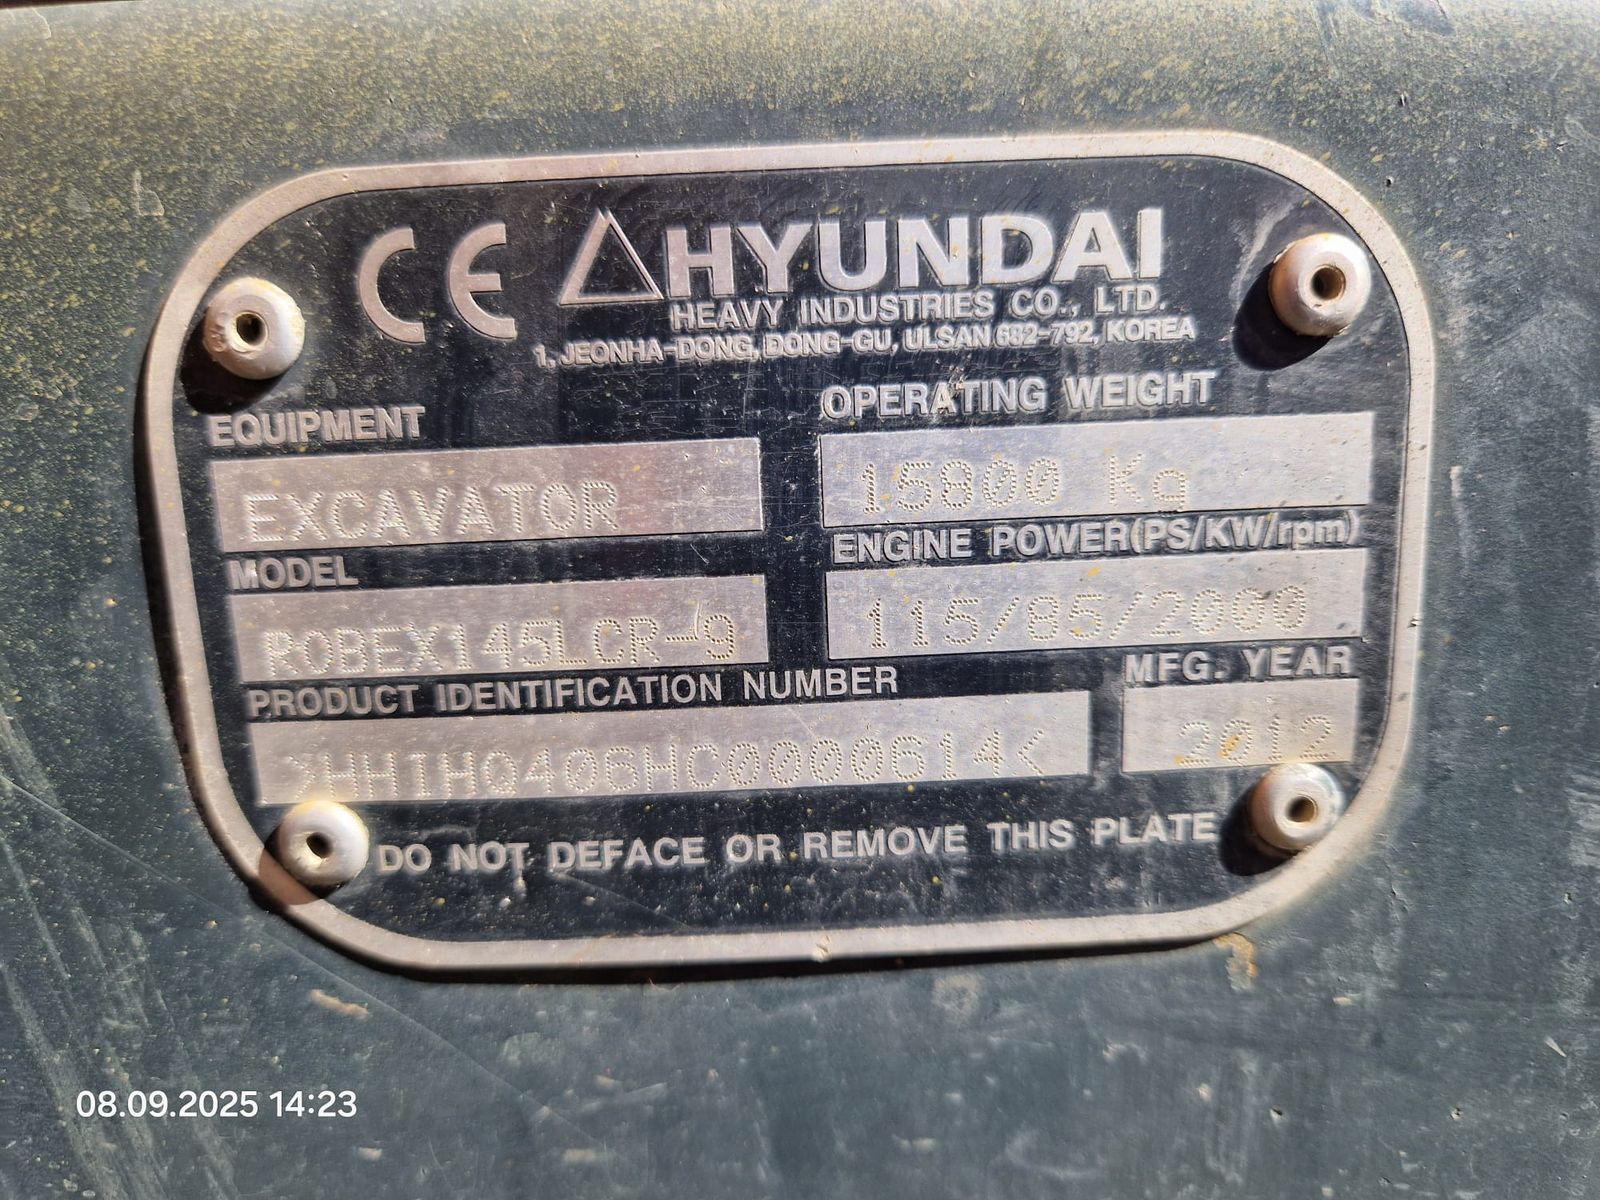 CE HYUNDAI
HEAVY INDUSTRIES CO., LTD.
1, JEONHA-DONG, DONG-GU, ULSAN 682-792, KOREA
EQUIPMENT
EXCAVATOR
OPERATING WEIGHT
15800 Kg
MODEL
ROBEX145LCR-9
ENGINE POWER(PS/KW/rpm)
115/85/2000
PRODUCT IDENTIFICATION NUMBER
>HH1HQ406HC0000614<
MFG. YEAR
2012
DO NOT DEFACE OR REMOVE THIS PLATE
08.09.2025 14:23